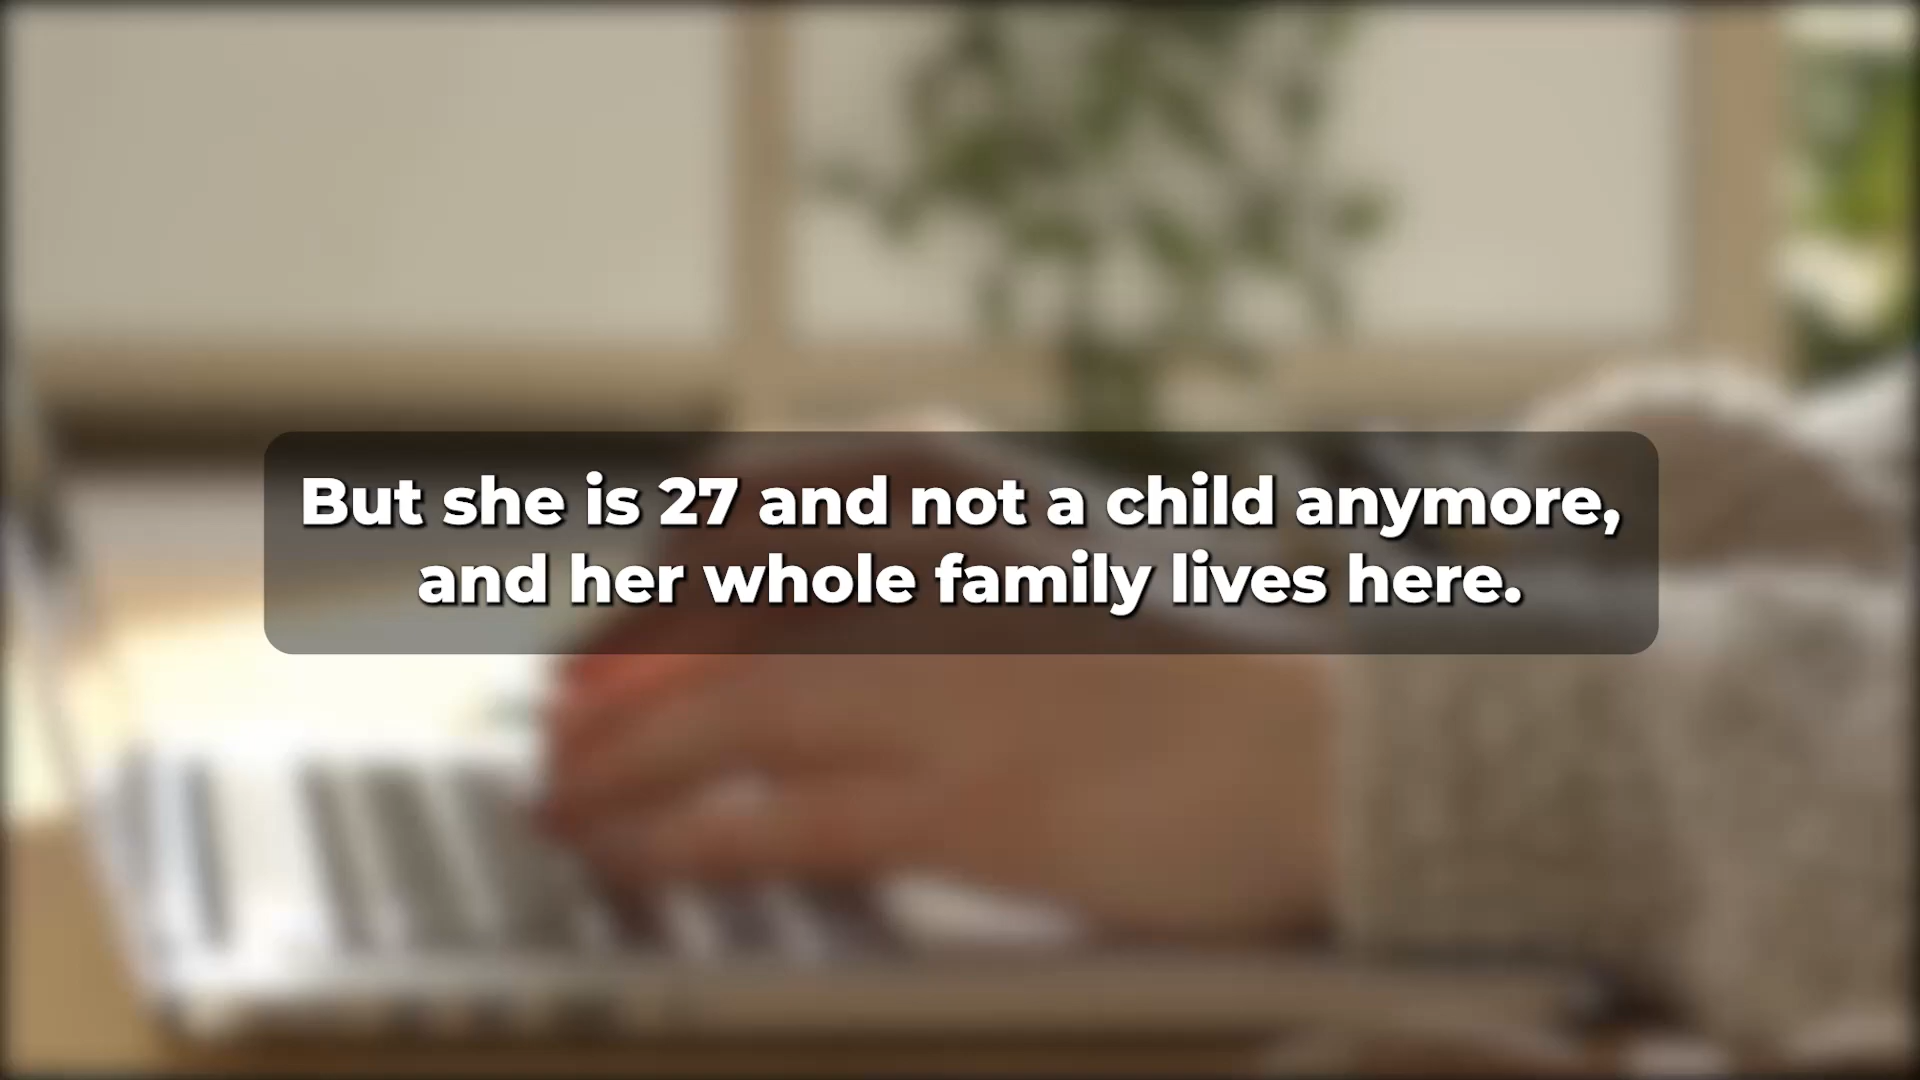 But she is 27 and not a child anymore,
and her whole family lives here.